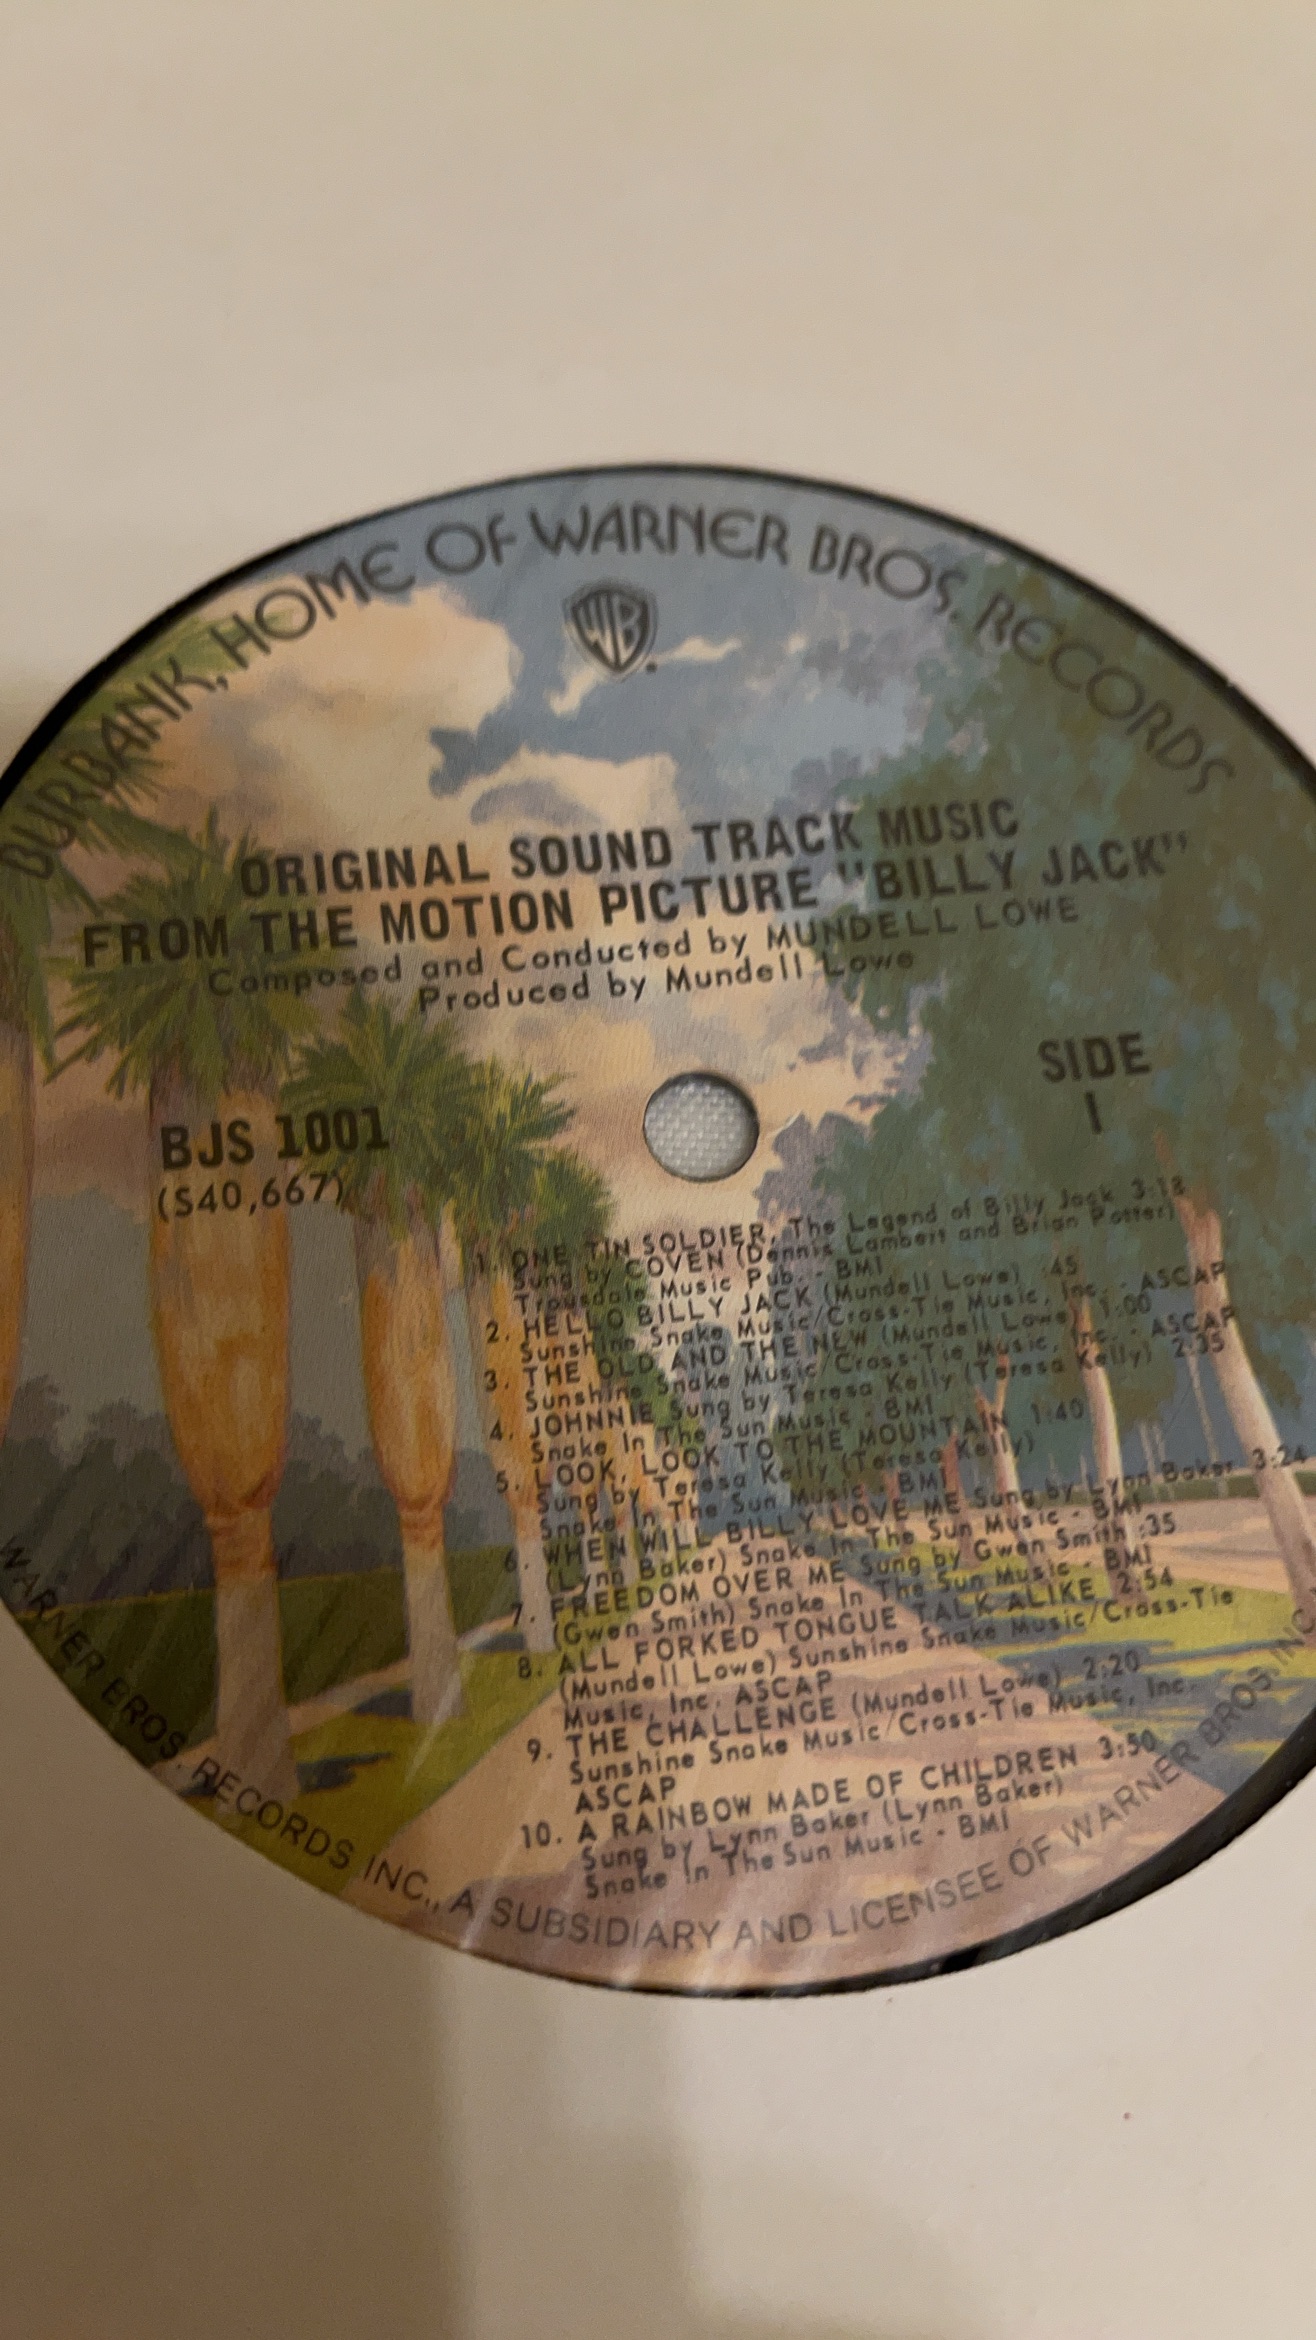 BURBANK, HOME OF WARNER BROS. RECORDS
WB
ORIGINAL SOUND TRACK MUSIC
FROM THE MOTION PICTURE "BILLY JACK"
Composed and Conducted by MUNDELL LOWE
Produced by Mundell Lowe
SIDE
1
BJS 1001
(S40,667)
1. ONE TIN SOLDIER, The Legend of Billy Jack 3:18
Sung by COVEN (Dennis Lambert and Brian Potter)
Trousdale Music Pub. - BMI
2. HELLO BILLY JACK (Mundell Lowe) :45
Sunshine Snake Music/Cross-Tie Music, Inc. - ASCAP
3. THE OLD AND THE NEW (Mundell Lowe) 1:00
Sunshine Snake Music/Cross-Tie Music, Inc. - ASCAP
4. JOHNNIE Sung by Teresa Kelly (Teresa Kelly) 2:35
Snake In The Sun Music - BMI
5. LOOK, LOOK TO THE MOUNTAIN 1:40
Sung by Teresa Kelly (Teresa Kelly)
Snake In The Sun Music - BMI
6. WHEN WILL BILLY LOVE ME Sung by Lynn Baker 3:24
(Lynn Baker) Snake In The Sun Music - BMI
7. FREEDOM OVER ME Sung by Gwen Smith :35
(Gwen Smith) Snake In The Sun Music - BMI
8. ALL FORKED TONGUE TALK ALIKE 2:54
(Mundell Lowe) Sunshine Snake Music/Cross-Tie
Music, Inc. ASCAP
9. THE CHALLENGE (Mundell Lowe) 2:20
Sunshine Snake Music/Cross-Tie Music, Inc.
ASCAP
10. A RAINBOW MADE OF CHILDREN 3:50
Sung by Lynn Baker (Lynn Baker)
Snake In The Sun Music - BMI
WARNER BROS. RECORDS INC., A SUBSIDIARY AND LICENSEE OF WARNER BROS. INC.